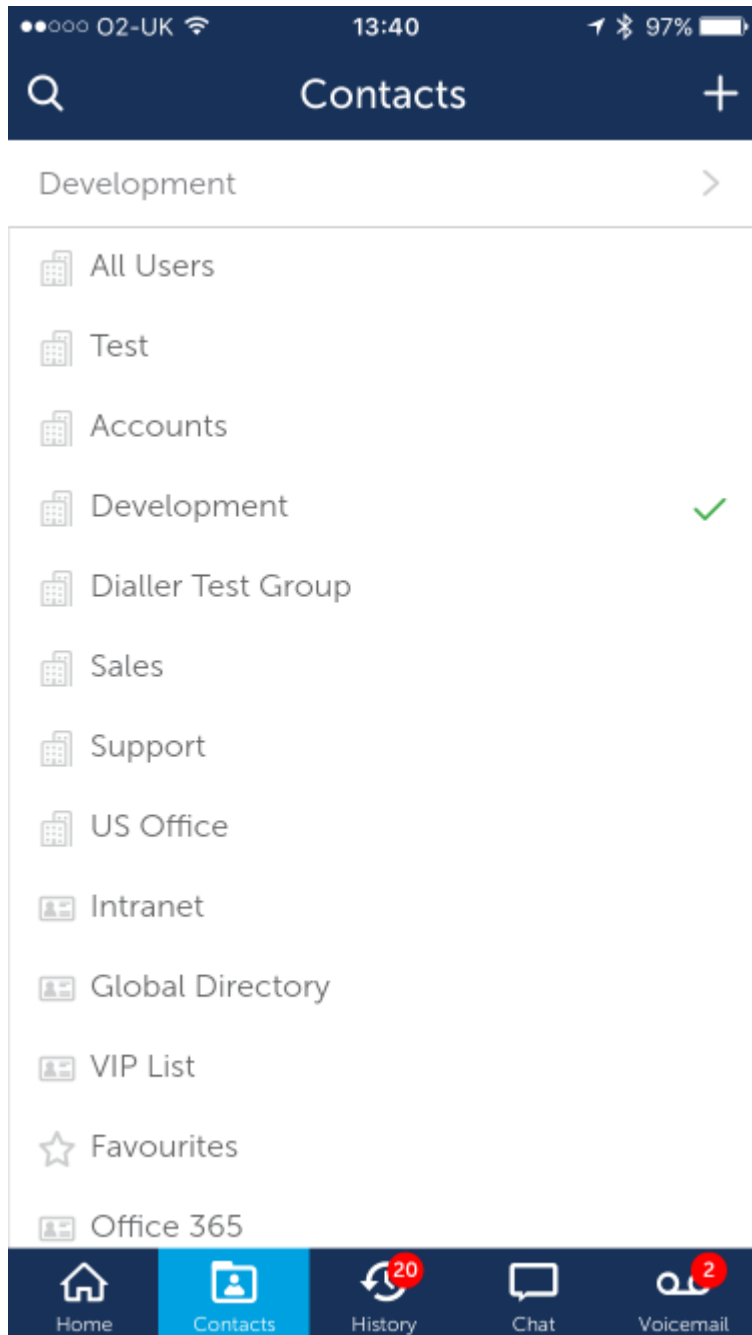 O2-UK 13:40 97%
Contacts
Development
All Users
Test
Accounts
Development
Dialler Test Group
Sales
Support
US Office
Intranet
Global Directory
VIP List
Favourites
Office 365
20 2
Home Contacts History Chat Voicemail